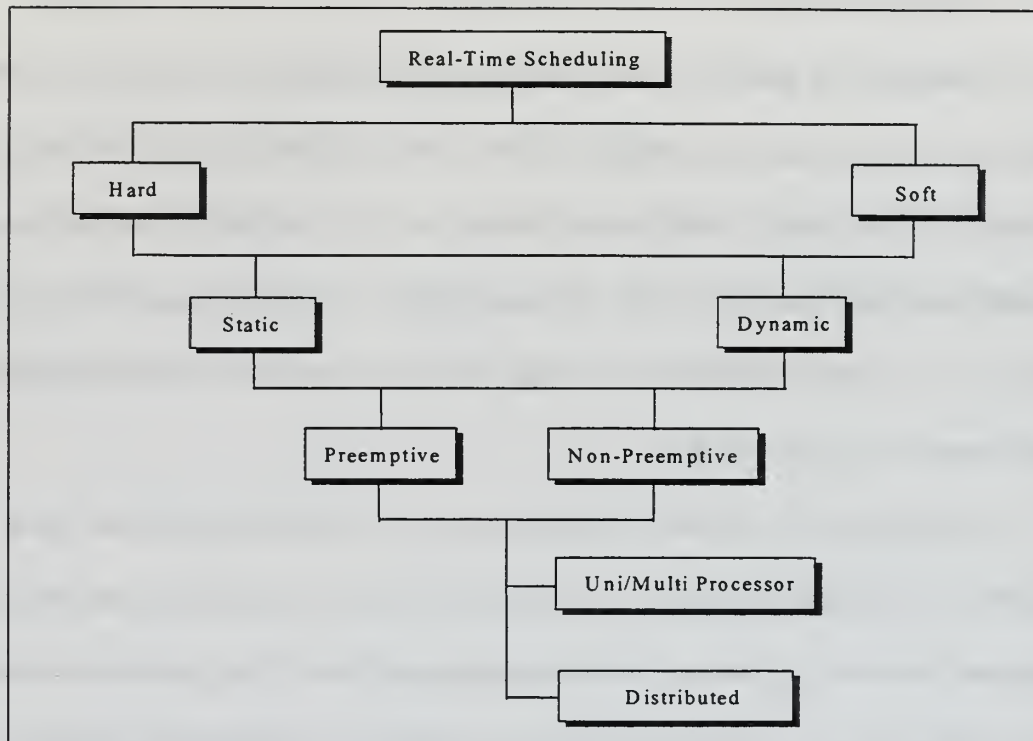 Real-Time Scheduling
Hard
Soft
Static
Dynamic
Preemptive
Non-Preemptive
Uni/Multi Processor
Distributed